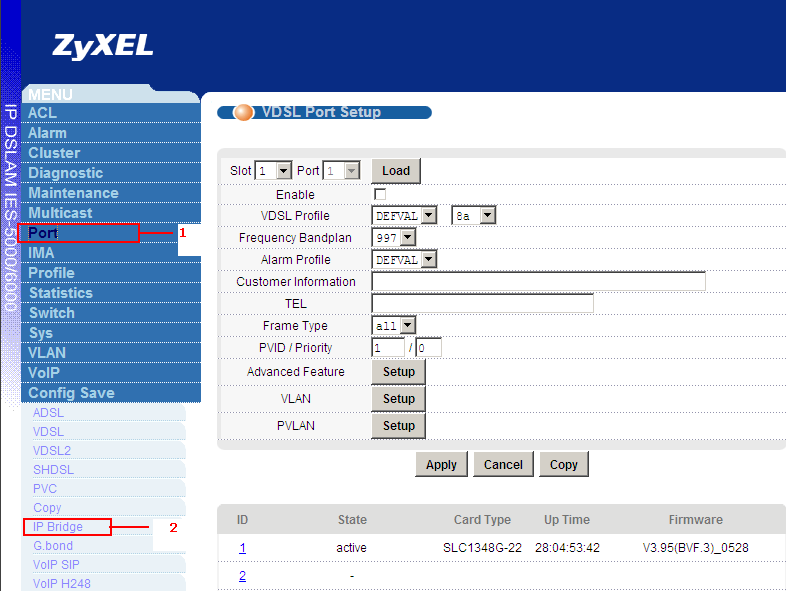 ZyXEL
IP DSLAM IES-5000/6000
MENU
ACL
Alarm
Cluster
Diagnostic
Maintenance
Multicast
Port
1
IMA
Profile
Statistics
Switch
Sys
VLAN
VoIP
Config Save
ADSL
VDSL
VDSL2
SHDSL
PVC
Copy
IP Bridge
2
G.bond
VoIP SIP
VoIP H248
VDSL Port Setup
Slot 1 Port 1 Load
Enable
VDSL Profile DEFVAL 8a
Frequency Bandplan 997
Alarm Profile DEFVAL
Customer Information
TEL
Frame Type all
PVID / Priority 1 / 0
Advanced Feature Setup
VLAN Setup
PVLAN Setup
Apply Cancel Copy
ID State Card Type Up Time Firmware
1 active SLC1348G-22 28:04:53:42 V3.95(BVF.3)_0528
2 -